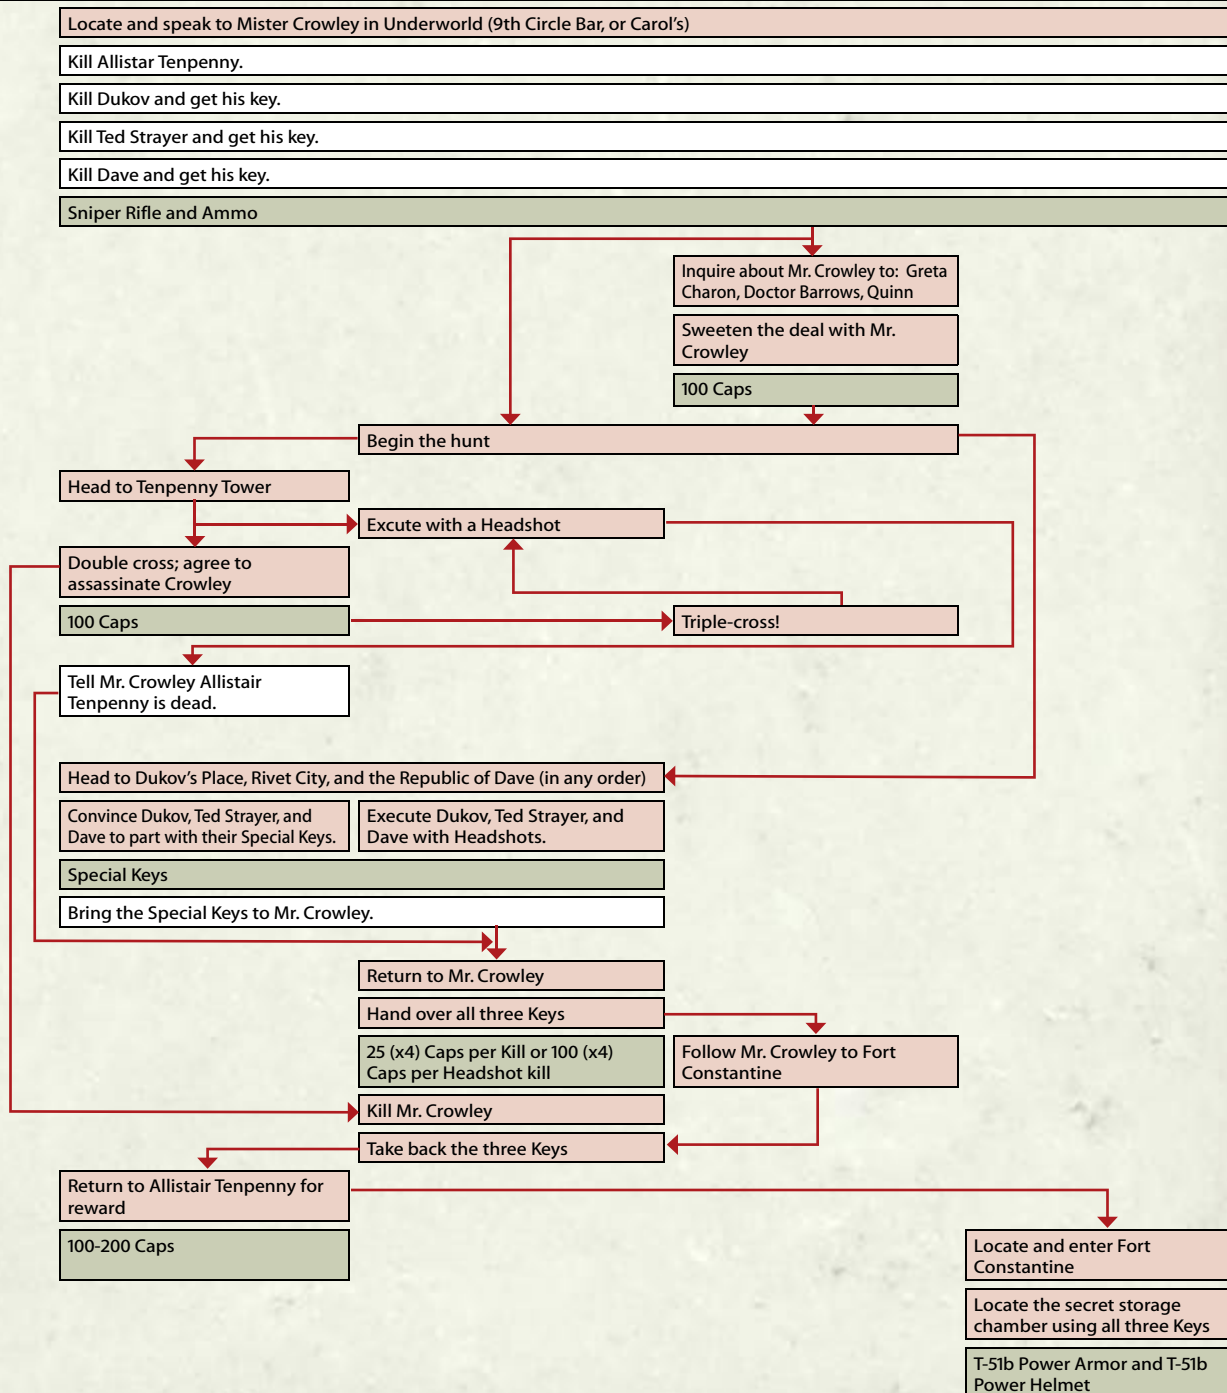 Locate and speak to Mister Crowley in Underworld (9th Circle Bar, or Carol's)
Kill Allistar Tenpenny.
Kill Dukov and get his key.
Kill Ted Strayer and get his key.
Kill Dave and get his key.
Sniper Rifle and Ammo
Inquire about Mr. Crowley to: Greta
Charon, Doctor Barrows, Quinn
Sweeten the deal with Mr.
Crowley
100 Caps
Begin the hunt
Head to Tenpenny Tower
Excute with a Headshot
Double cross; agree to
assassinate Crowley
100 Caps
Triple-cross!
Tell Mr. Crowley Allistair
Tenpenny is dead.
Head to Dukov's Place, Rivet City, and the Republic of Dave (in any order)
Convince Dukov, Ted Strayer, and
Dave to part with their Special Keys.
Execute Dukov, Ted Strayer, and
Dave with Headshots.
Special Keys
Bring the Special Keys to Mr. Crowley.
Return to Mr. Crowley
Hand over all three Keys
25 (x4) Caps per Kill or 100 (x4)
Caps per Headshot kill
Follow Mr. Crowley to Fort
Constantine
Kill Mr. Crowley
Take back the three Keys
Return to Allistair Tenpenny for
reward
100-200 Caps
Locate and enter Fort
Constantine
Locate the secret storage
chamber using all three Keys
T-51b Power Armor and T-51b
Power Helmet